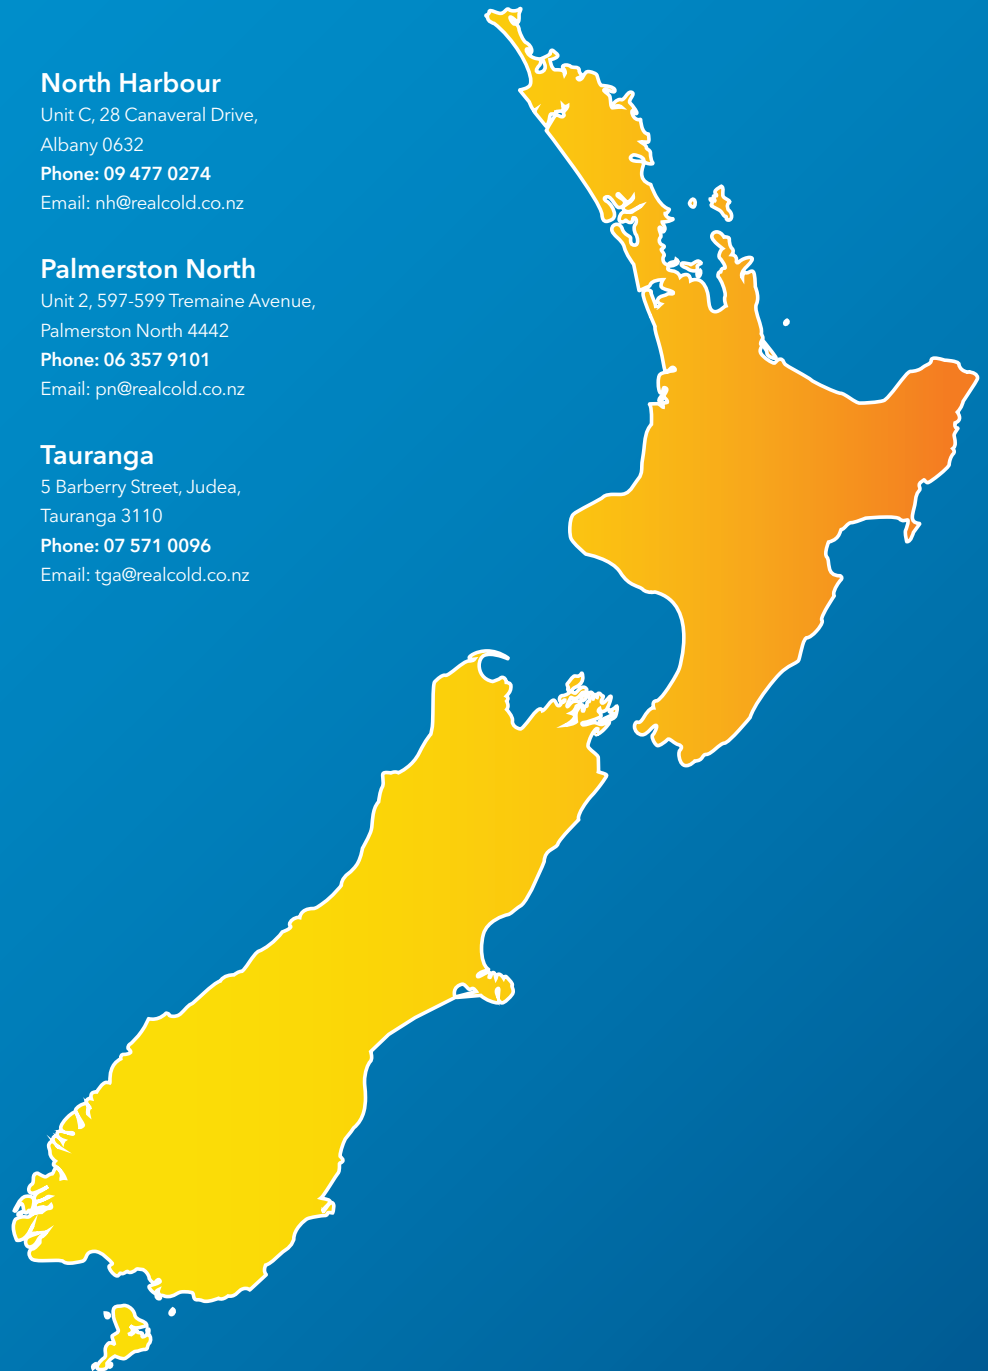 North Harbour
Unit C, 28 Canaveral Drive,
Albany 0632
Phone: 09 477 0274
Email: nh@realcold.co.nz
Palmerston North
Unit 2, 597-599 Tremaine Avenue,
Palmerston North 4442
Phone: 06 357 9101
Email: pn@realcold.co.nz
Tauranga
5 Barberry Street, Judea,
Tauranga 3110
Phone: 07 571 0096
Email: tga@realcold.co.nz